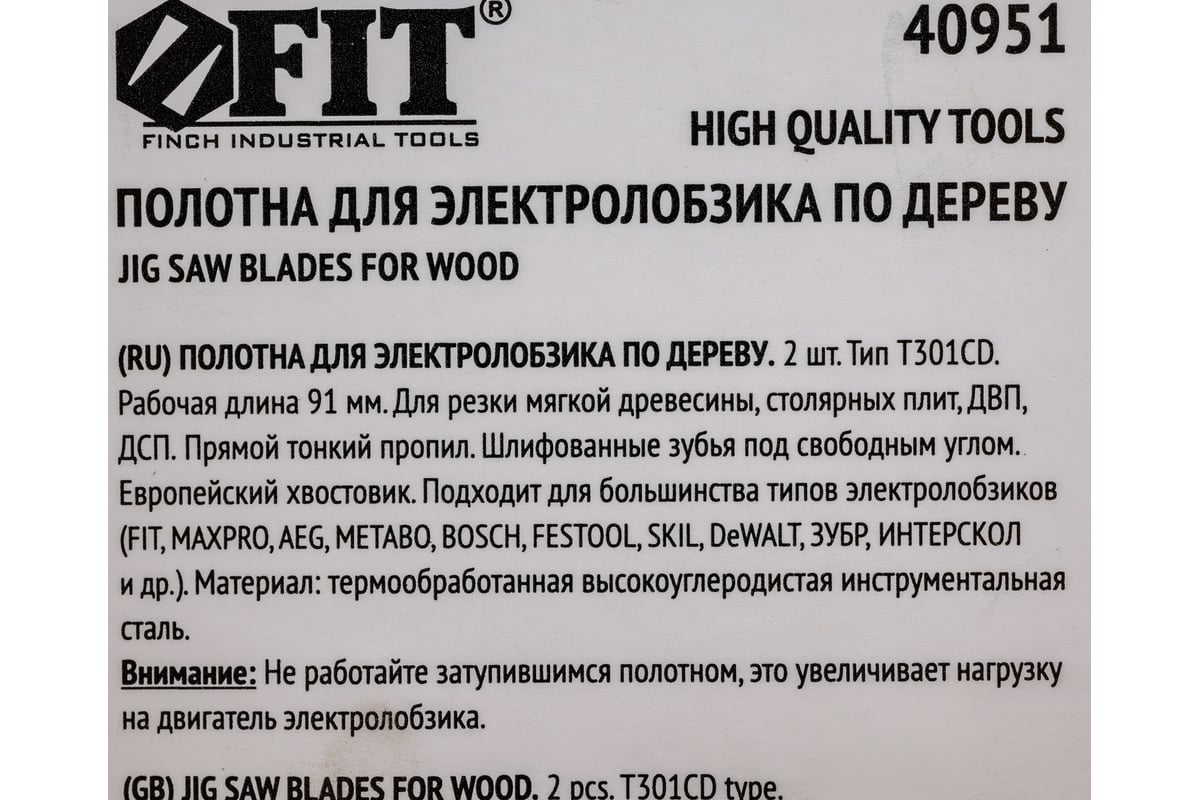 FIT®
40951
FINCH INDUSTRIAL TOOLS
HIGH QUALITY TOOLS
ПОЛОТНА ДЛЯ ЭЛЕКТРОЛОБЗИКА ПО ДЕРЕВУ
JIG SAW BLADES FOR WOOD
(RU) ПОЛОТНА ДЛЯ ЭЛЕКТРОЛОБЗИКА ПО ДЕРЕВУ. 2 шт. Тип T301CD.
Рабочая длина 91 мм. Для резки мягкой древесины, столярных плит, ДВП,
ДСП. Прямой тонкий пропил. Шлифованные зубья под свободным углом.
Европейский хвостовик. Подходит для большинства типов электролобзиков
(FIT, MAXPRO, AEG, METABO, BOSCH, FESTOOL, SKIL, DeWALT, ЗУБР, ИНТЕРСКОЛ
и др.). Материал: термообработанная высокоуглеродистая инструментальная
сталь.
Внимание: Не работайте затупившимся полотном, это увеличивает нагрузку
на двигатель электролобзика.
(GB) JIG SAW BLADES FOR WOOD. 2 pcs. T301CD type.